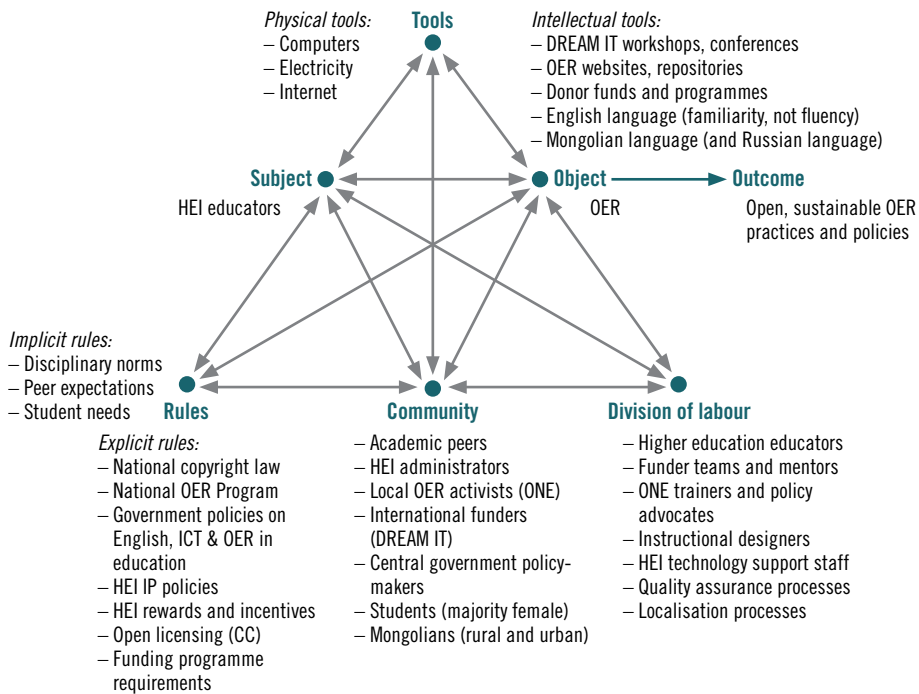 Physical tools:
– Computers
– Electricity
– Internet
Tools
Intellectual tools:
– DREAM IT workshops, conferences
– OER websites, repositories
– Donor funds and programmes
– English language (familiarity, not fluency)
– Mongolian language (and Russian language)
Subject
HEI educators
Object
OER
Outcome
Open, sustainable OER
practices and policies
Implicit rules:
– Disciplinary norms
– Peer expectations
– Student needs
Rules
Explicit rules:
– National copyright law
– National OER Program
– Government policies on
English, ICT & OER in
education
– HEI IP policies
– HEI rewards and incentives
– Open licensing (CC)
– Funding programme
requirements
Community
– Academic peers
– HEI administrators
– Local OER activists (ONE)
– International funders
(DREAM IT)
– Central government policy-
makers
– Students (majority female)
– Mongolians (rural and urban)
Division of labour
– Higher education educators
– Funder teams and mentors
– ONE trainers and policy
advocates
– Instructional designers
– HEI technology support staff
– Quality assurance processes
– Localisation processes